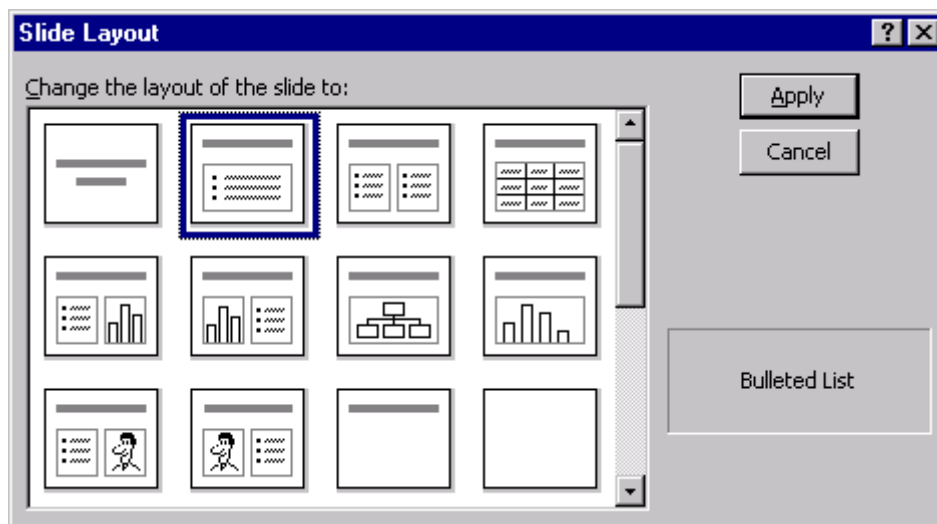 Slide Layout
Change the layout of the slide to:
Apply
Cancel
Bulleted List